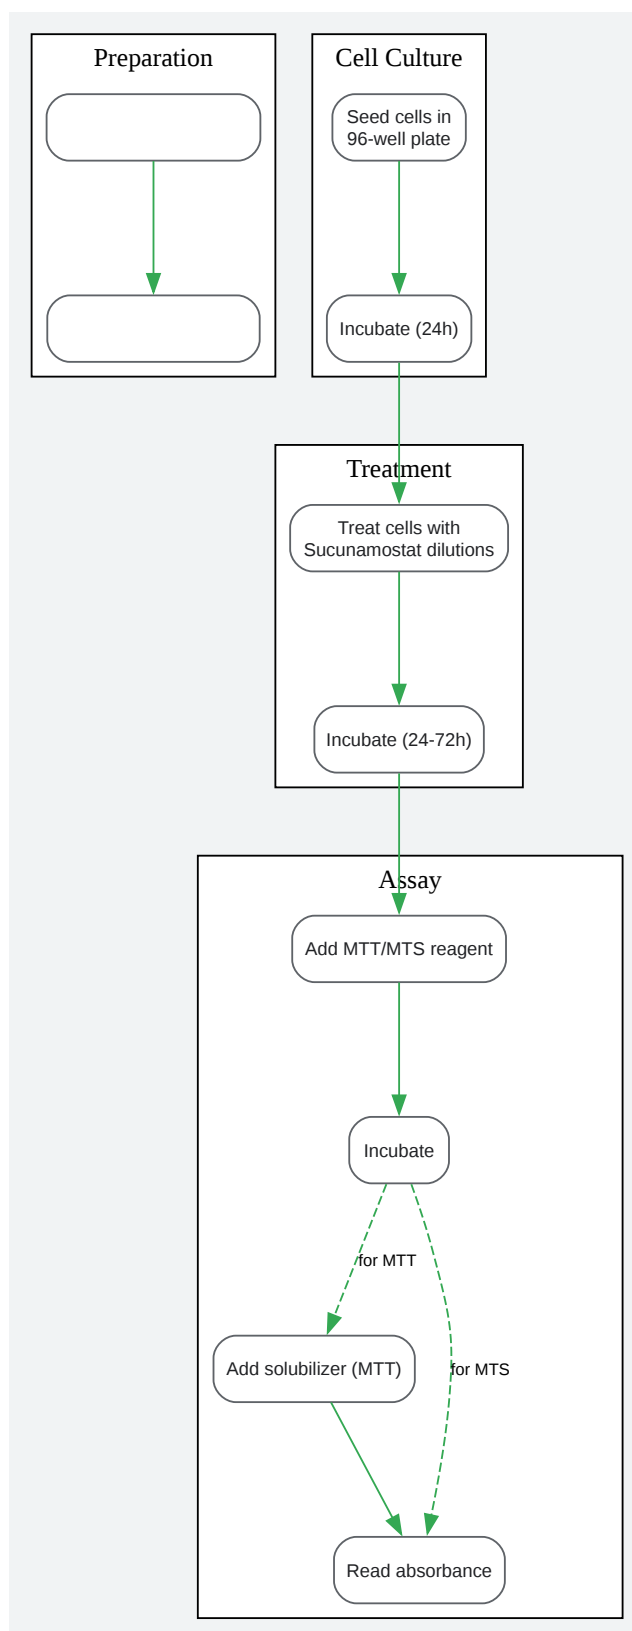 Preparation
Cell Culture
Seed cells in
96-well plate
Incubate (24h)
Treatment
Treat cells with
Sucunamostat dilutions
Incubate (24-72h)
Assay
Add MTT/MTS reagent
Incubate
for MTT
Add solubilizer (MTT)
for MTS
Read absorbance